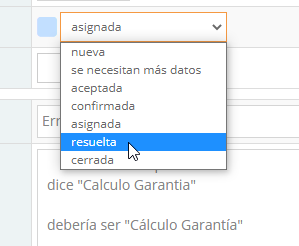 asignada
nueva
se necesitan más datos
aceptada
confirmada
asignada
resuelta
cerrada
dice "Calculo Garantia"
debería ser "Cálculo Garantía"